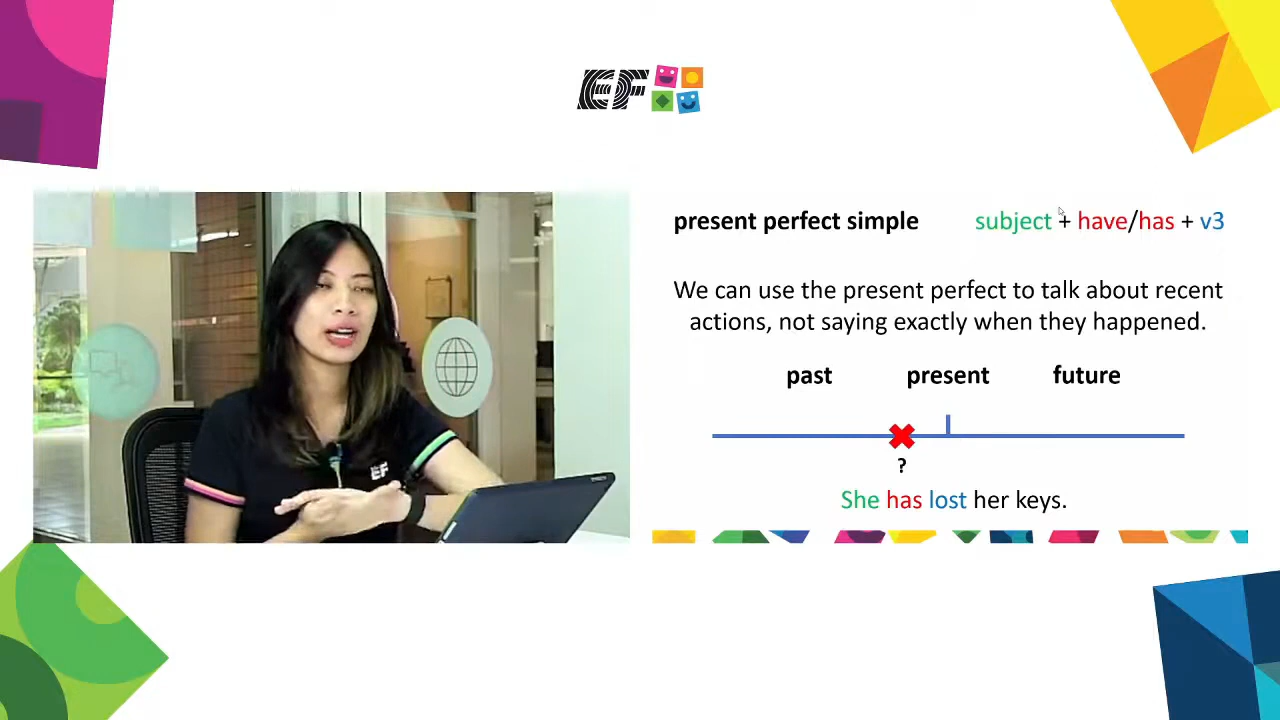 EF
present perfect simple subject + have/has + v3
We can use the present perfect to talk about recent
actions, not saying exactly when they happened.
past present future
?
She has lost her keys.
EF